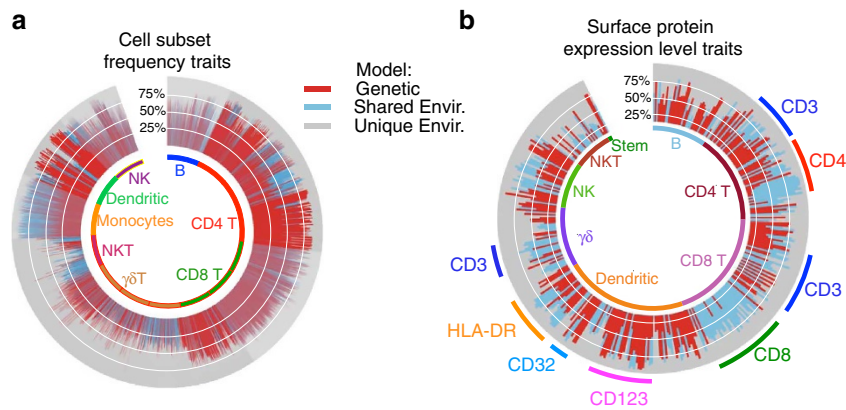 a
Cell subset
frequency traits
75%
50%
25%
B
CD4 T
CD8 T
γδT
NKT
Monocytes
Dendritic
NK
Model:
Genetic
Shared Envir.
Unique Envir.
b
Surface protein
expression level traits
75%
50%
25%
B
CD4 T
CD8 T
Dendritic
γδ
NK
NKT
Stem
CD3
CD4
CD3
CD8
CD123
CD32
HLA-DR
CD3